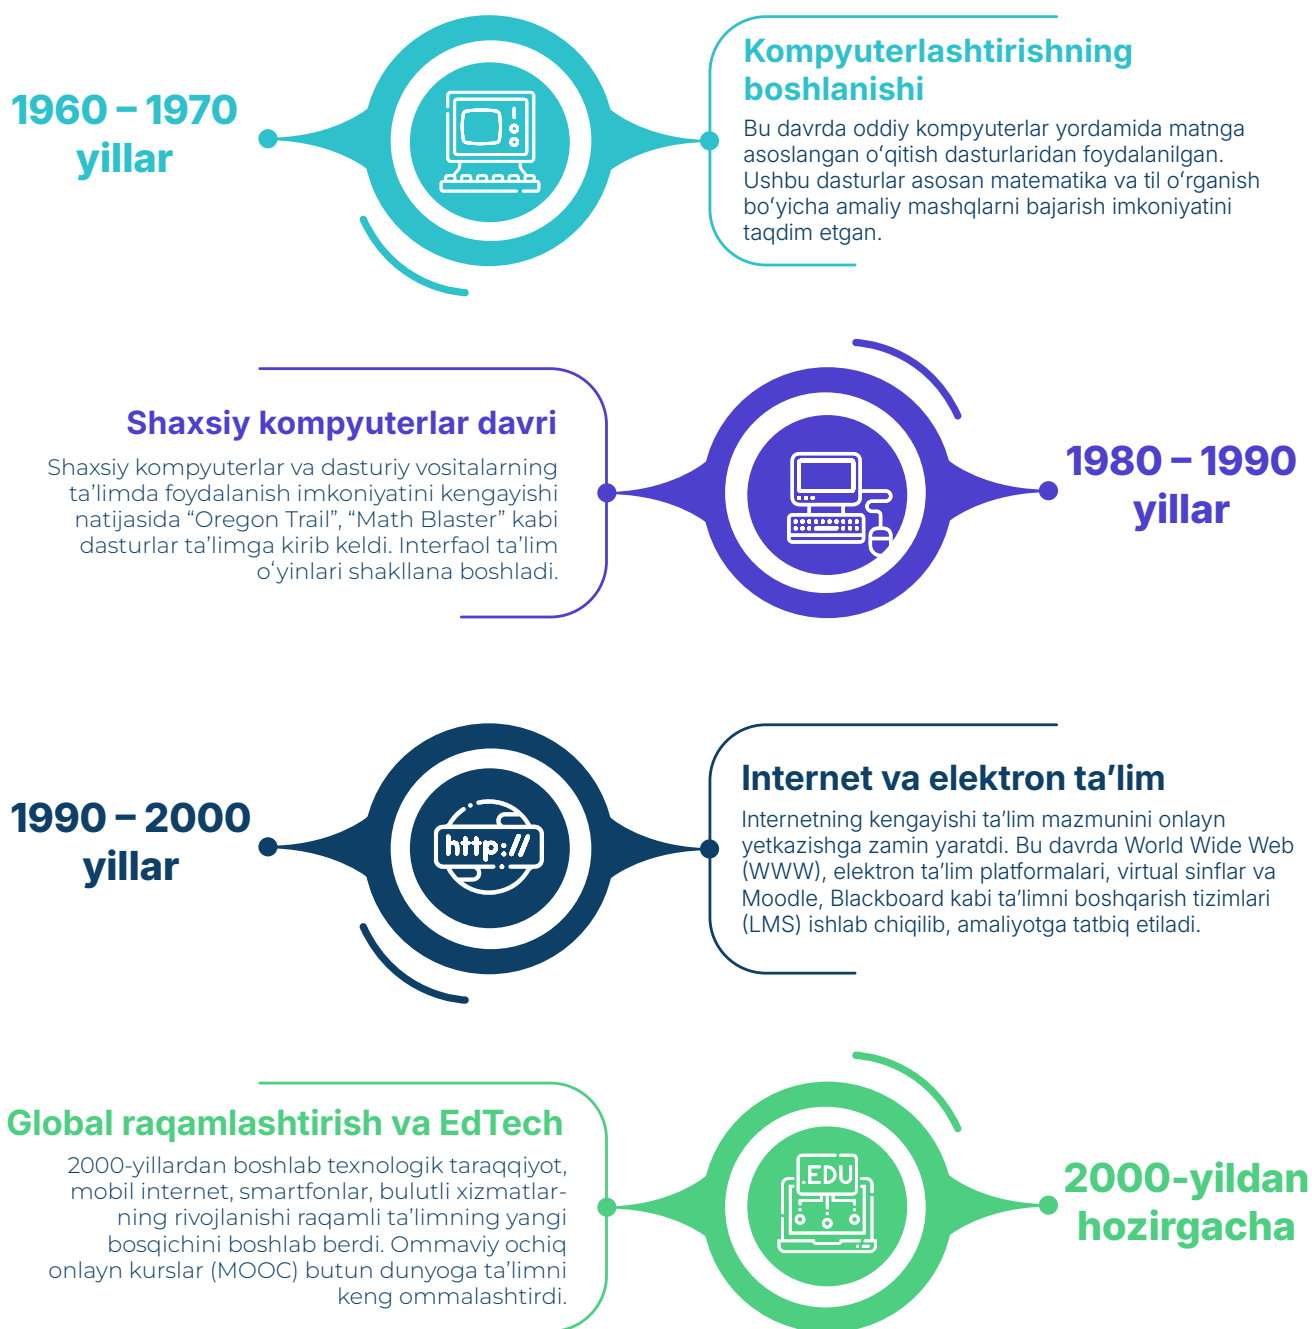 1960 – 1970
yillar
Kompyuterlashtirishning
boshlanishi
Bu davrda oddiy kompyuterlar yordamida matnga
asoslangan oʻqitish dasturlaridan foydalanilgan.
Ushbu dasturlar asosan matematika va til oʻrganish
boʻyicha amaliy mashqlarni bajarish imkoniyatini
taqdim etgan.
Shaxsiy kompyuterlar davri
Shaxsiy kompyuterlar va dasturiy vositalarning
ta’limda foydalanish imkoniyatini kengayishi
natijasida “Oregon Trail”, “Math Blaster” kabi
dasturlar ta’limga kirib keldi. Interfaol ta’lim
oʻyinlari shakllana boshladi.
1980 – 1990
yillar
1990 – 2000
yillar
http://
Internet va elektron ta’lim
Internetning kengayishi ta’lim mazmunini onlayn
yetkazishga zamin yaratdi. Bu davrda World Wide Web
(WWW), elektron ta’lim platformalari, virtual sinflar va
Moodle, Blackboard kabi ta’limni boshqarish tizimlari
(LMS) ishlab chiqilib, amaliyotga tatbiq etiladi.
Global raqamlashtirish va EdTech
2000-yillardan boshlab texnologik taraqqiyot,
mobil internet, smartfonlar, bulutli xizmatlar-
ning rivojlanishi raqamli ta’limning yangi
bosqichini boshlab berdi. Ommaviy ochiq
onlayn kurslar (MOOC) butun dunyoga ta’limni
keng ommalashtirdi.
.EDU
2000-yildan
hozirgacha